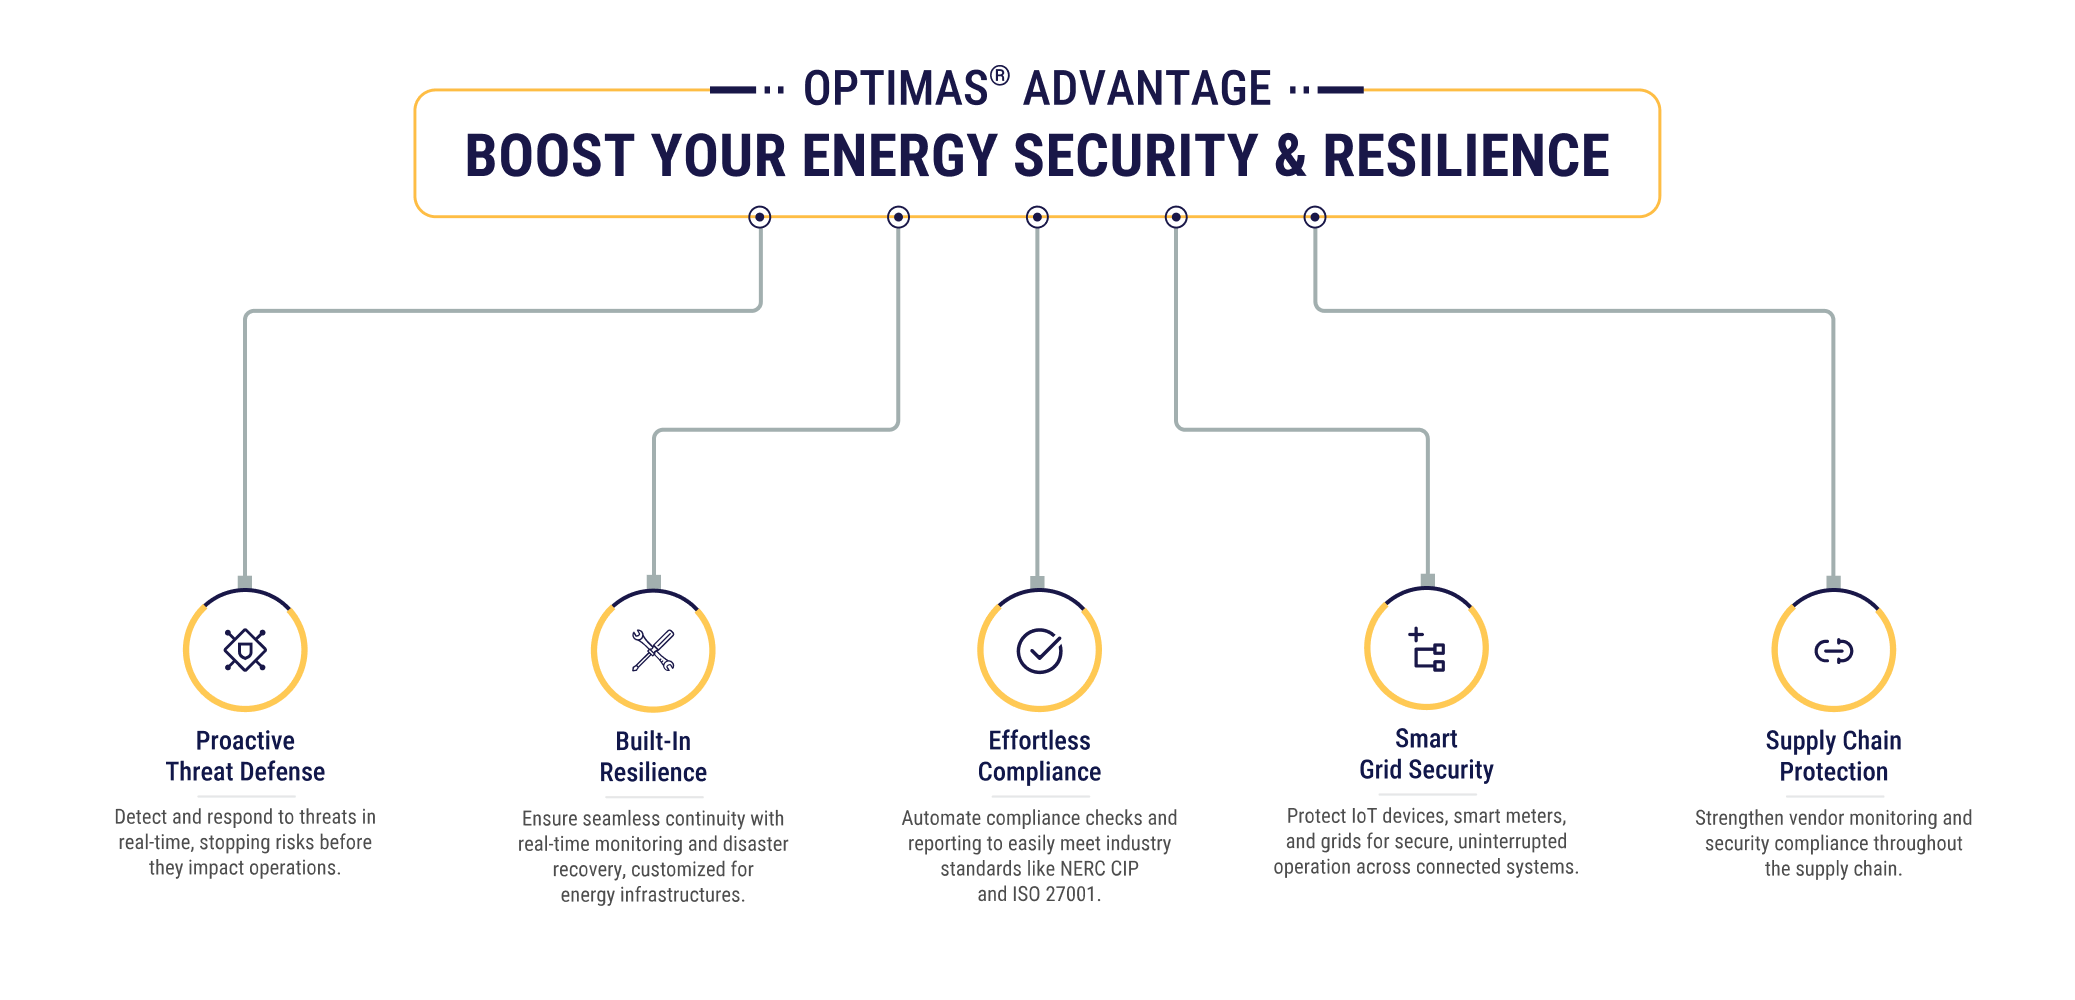 OPTIMAS® ADVANTAGE
BOOST YOUR ENERGY SECURITY & RESILIENCE
Proactive
Threat Defense
Detect and respond to threats in
real-time, stopping risks before
they impact operations.
Built-In
Resilience
Ensure seamless continuity with
real-time monitoring and disaster
recovery, customized for
energy infrastructures.
Effortless
Compliance
Automate compliance checks and
reporting to easily meet industry
standards like NERC CIP
and ISO 27001.
Smart
Grid Security
Protect IoT devices, smart meters,
and grids for secure, uninterrupted
operation across connected systems.
Supply Chain
Protection
Strengthen vendor monitoring and
security compliance throughout
the supply chain.